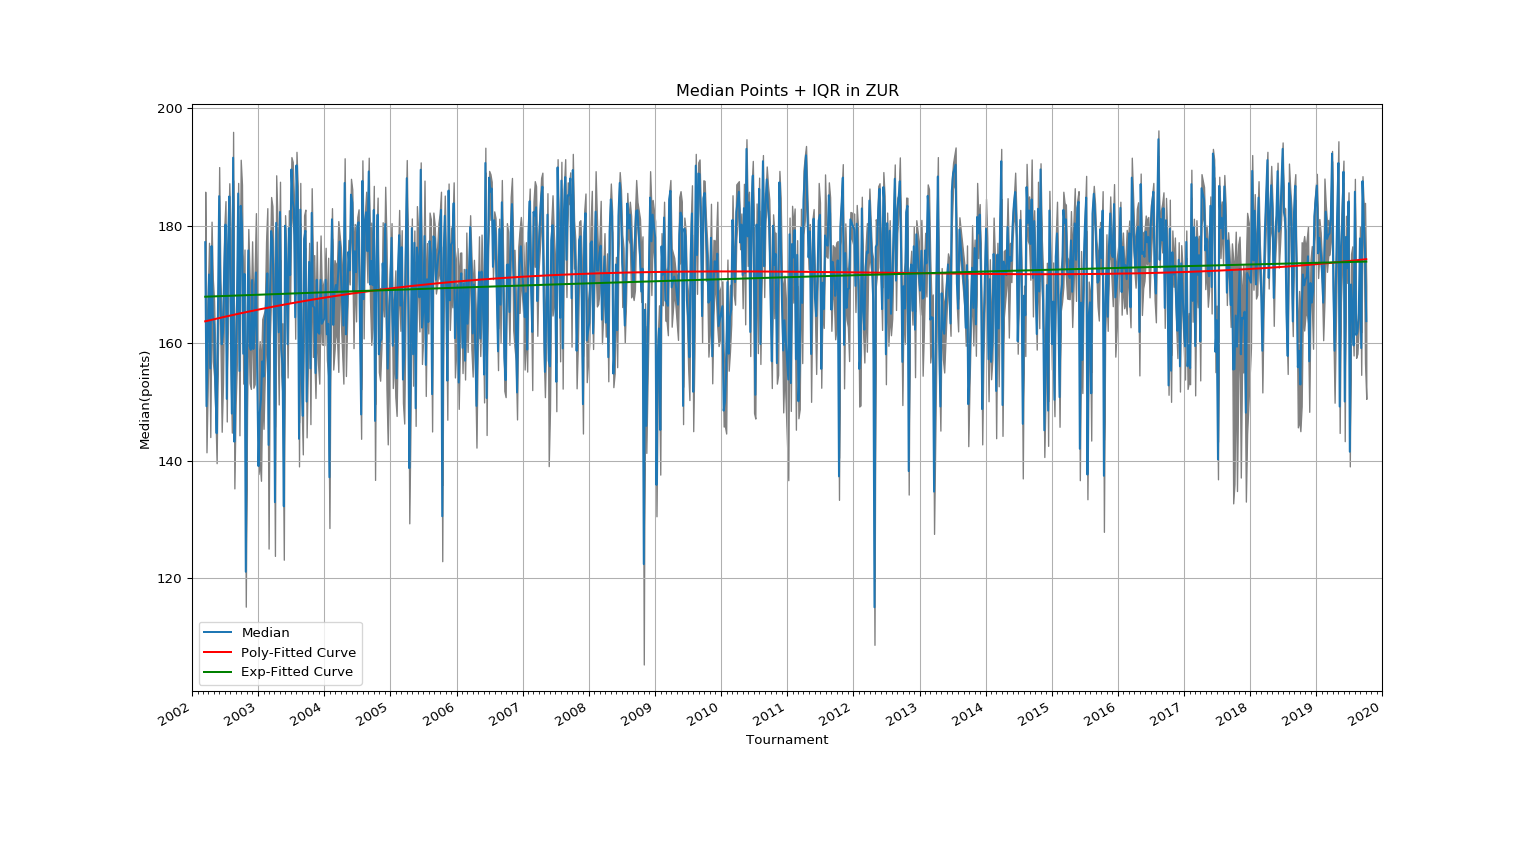 Median Points + IQR in ZUR
200
180
160
140
120
Median(points)
Median
Poly-Fitted Curve
Exp-Fitted Curve
2002 2003 2004 2005 2006 2007 2008 2009 2010 2011 2012 2013 2014 2015 2016 2017 2018 2019 2020
Tournament